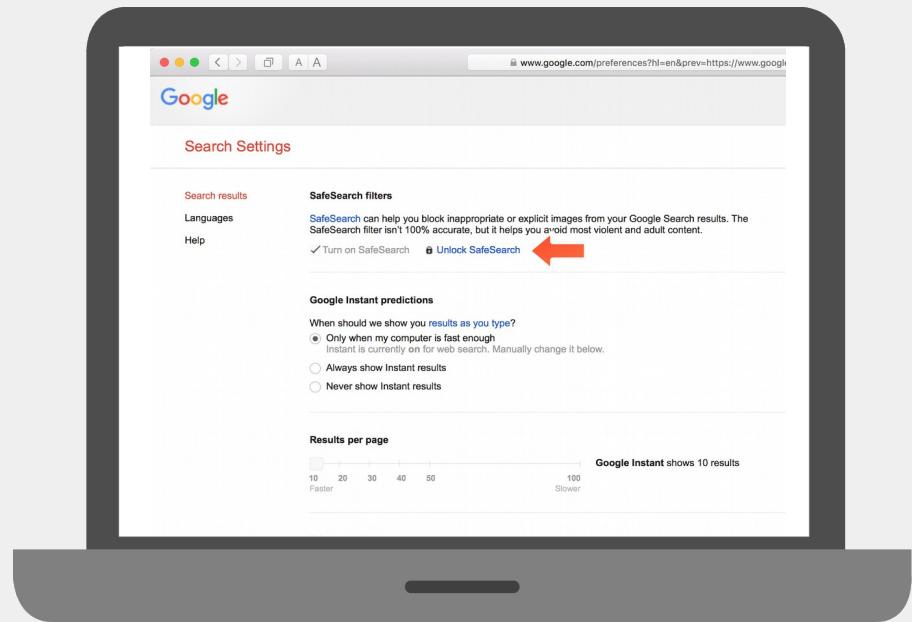 A A
www.google.com/preferences?hl=en&prev=https://www.googl
Google
Search Settings
Search results
Languages
Help
SafeSearch filters
SafeSearch can help you block inappropriate or explicit images from your Google Search results. The
SafeSearch filter isn't 100% accurate, but it helps you avoid most violent and adult content.
Turn on SafeSearch Unlock SafeSearch
Google Instant predictions
When should we show you results as you type?
Only when my computer is fast enough
Instant is currently on for web search. Manually change it below.
Always show Instant results
Never show Instant results
Results per page
Google Instant shows 10 results
10 20 30 40 50 100
Faster Slower